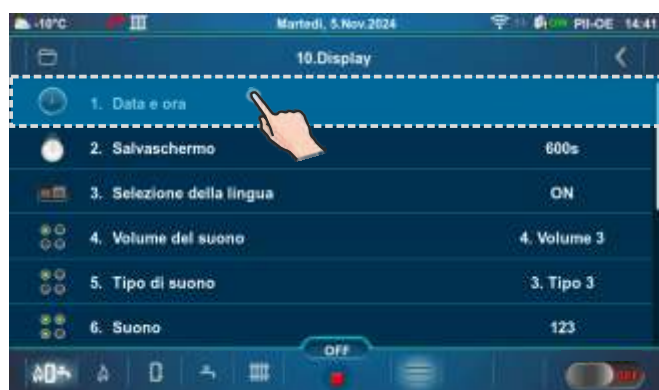 -10°C Martedì, 5.Nov.2024 PII-OE 14:41
10.Display
1. Data e ora
2. Salvaschermo 600s
3. Selezione della lingua ON
4. Volume del suono 4. Volume 3
5. Tipo di suono 3. Tipo 3
6. Suono 123
OFF
OFF